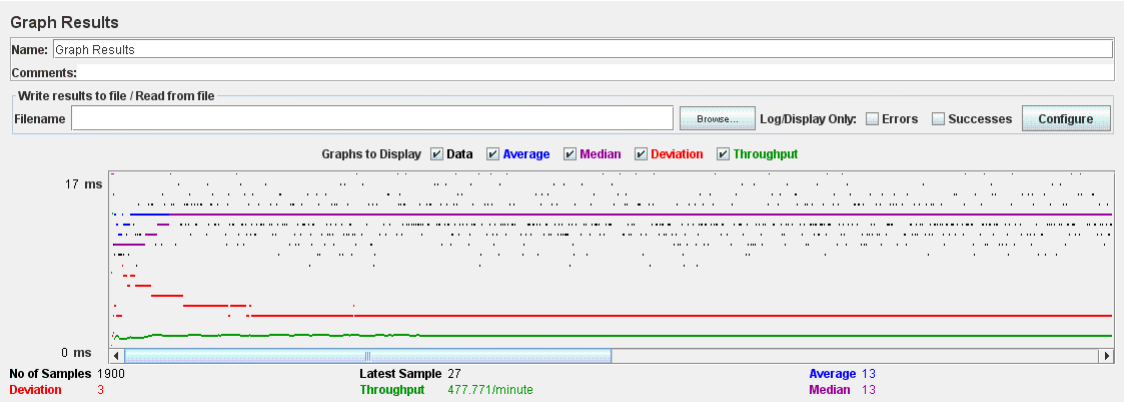 Graph Results
Name: Graph Results
Comments:
Write results to file / Read from file
Filename Browse... Log/Display Only: Errors Successes Configure
Graphs to Display Data Average Median Deviation Throughput
17 ms
0 ms
No of Samples 1900 Latest Sample 27 Average 13
Deviation 3 Throughput 477.771/minute Median 13